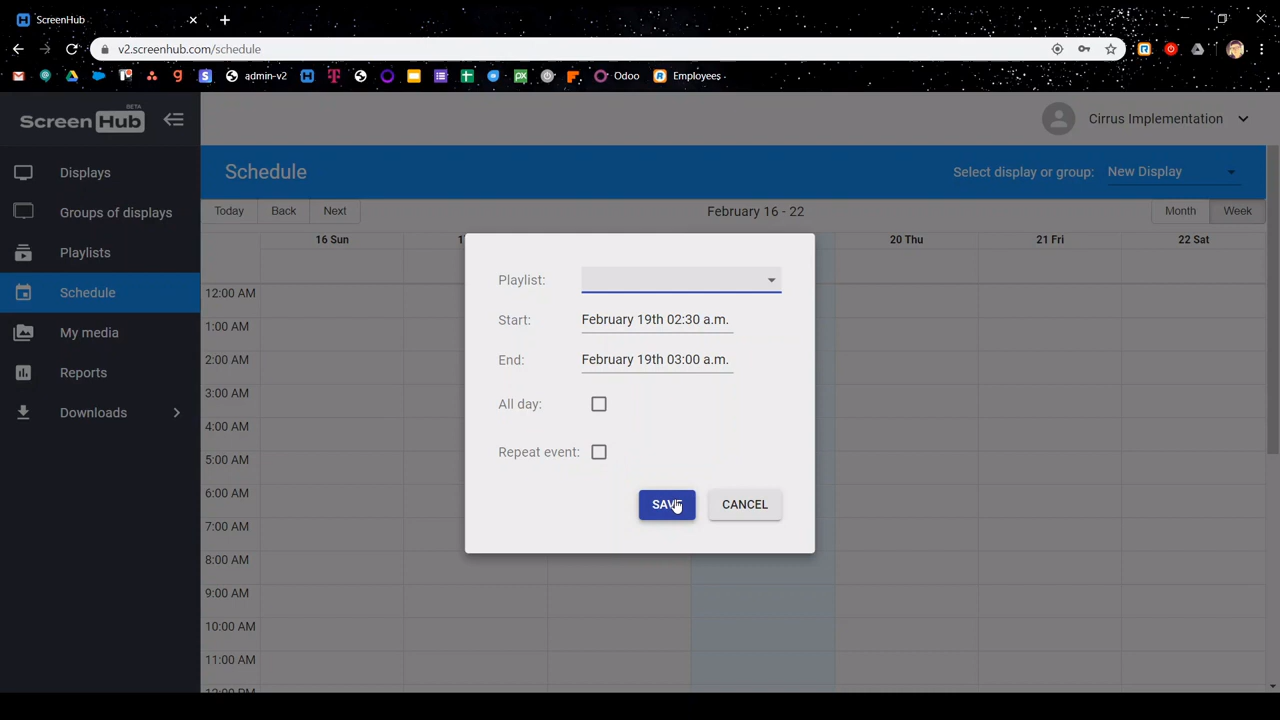 ScreenHub
v2.screenhub.com/schedule
admin-v2
Odoo
Employees
BETA
ScreenHub
Cirrus Implementation
Displays
Groups of displays
Playlists
Schedule
My media
Reports
Downloads
Schedule
Select display or group: New Display
Today Back Next February 16 - 22 Month Week
16 Sun 1 20 Thu 21 Fri 22 Sat
12:00 AM
1:00 AM
2:00 AM
3:00 AM
4:00 AM
5:00 AM
6:00 AM
7:00 AM
8:00 AM
9:00 AM
10:00 AM
11:00 AM
Playlist:
Start: February 19th 02:30 a.m.
End: February 19th 03:00 a.m.
All day:
Repeat event:
SAVE CANCEL